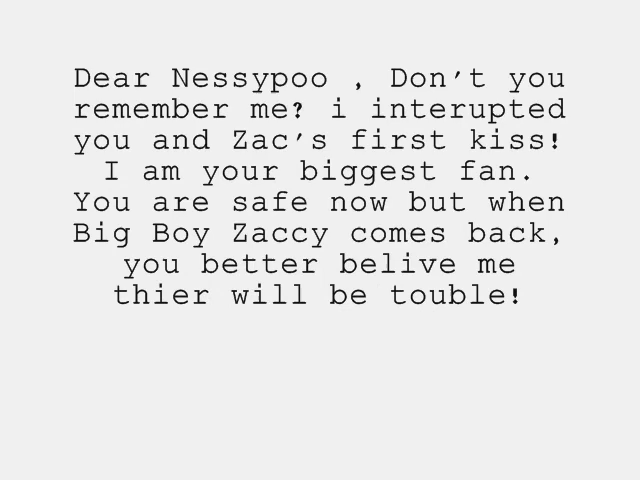 Dear Nessypoo , Don't you
remember me? i interupted
you and Zac's first kiss!
I am your biggest fan.
You are safe now but when
Big Boy Zaccy comes back,
you better belive me
thier will be touble!